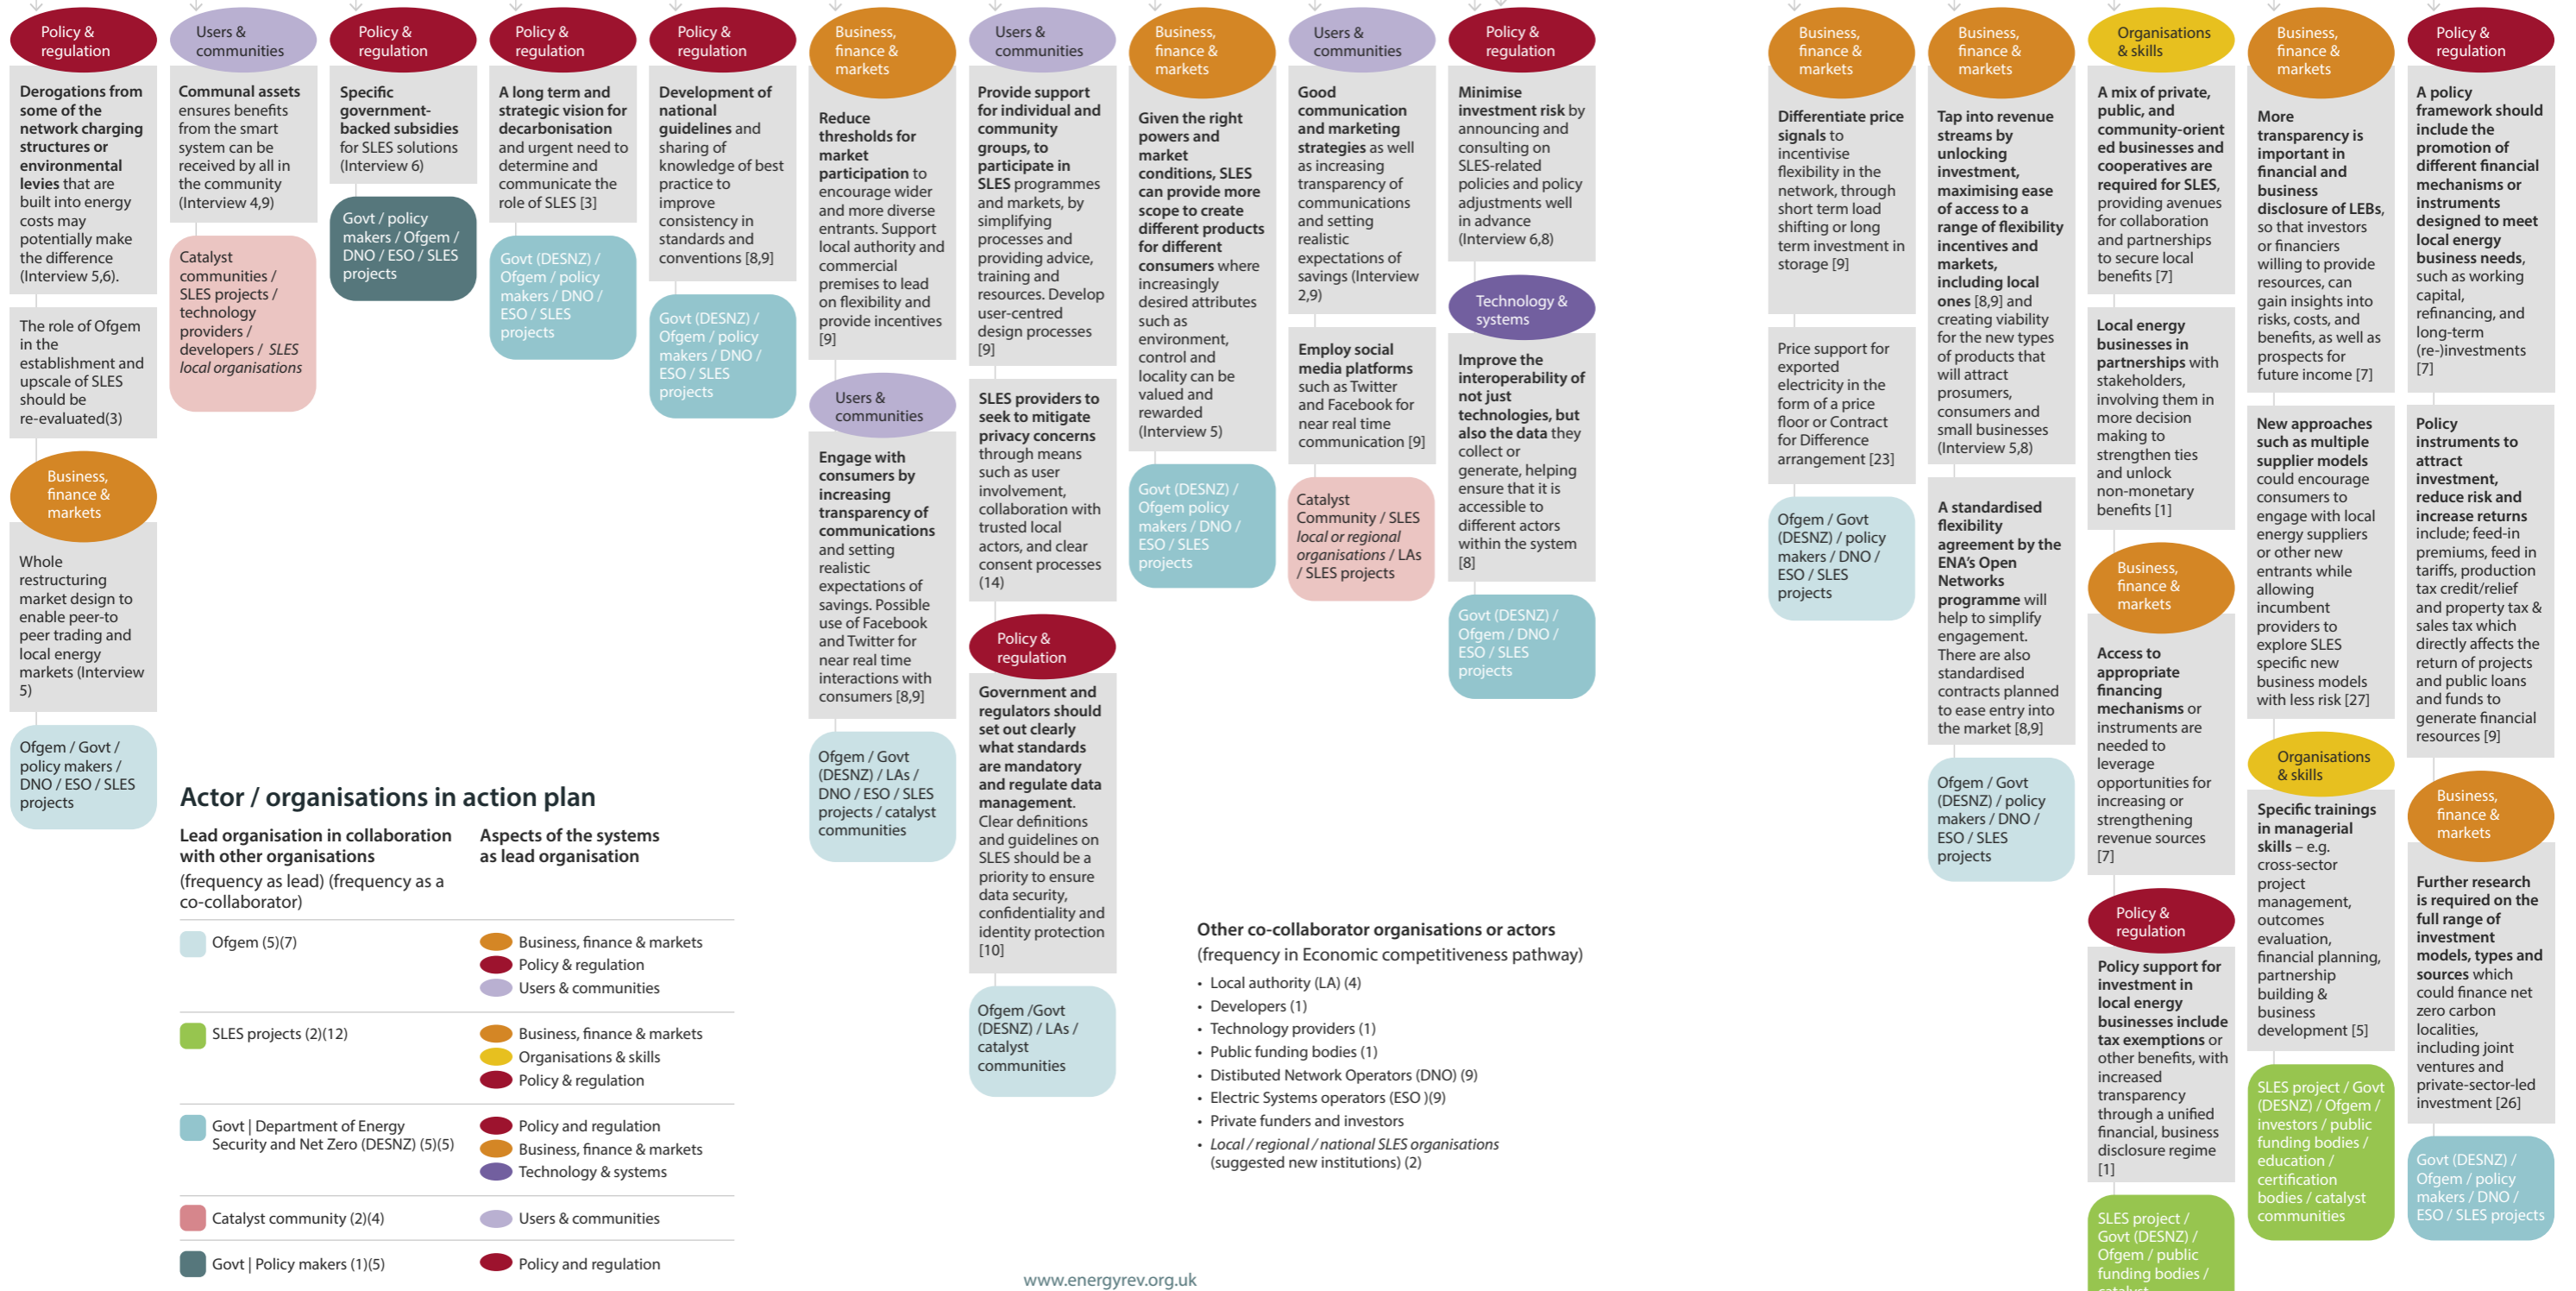 Policy &
regulation
Derogations from
some of the
network charging
structures or
environmental
levies that are
built into energy
costs may
potentially make
the difference
(Interview 5,6).
The role of Ofgem
in the
establishment and
upscale of SLES
should be
re-evaluated(3)
Business,
finance &
markets
Whole
restructuring
market design to
enable peer-to
peer trading and
local energy
markets (Interview
5)
Ofgem / Govt /
policy makers /
DNO / ESO / SLES
projects
Users &
communities
Communal assets
ensures benefits
from the smart
system can be
received by all in
the community
(Interview 4,9)
Catalyst
communities /
SLES projects /
technology
providers /
developers / SLES
local organisations
Policy &
regulation
Specific
government-
backed subsidies
for SLES solutions
(Interview 6)
Govt / policy
makers / Ofgem /
DNO / ESO / SLES
projects
Policy &
regulation
A long term and
strategic vision for
decarbonisation
and urgent need to
determine and
communicate the
role of SLES [3]
Govt (DESNZ) /
Ofgem / policy
makers / DNO /
ESO / SLES
projects
Policy &
regulation
Development of
national
guidelines and
sharing of
knowledge of best
practice to
improve
consistency in
standards and
conventions [8,9]
Govt (DESNZ) /
Ofgem / policy
makers / DNO /
ESO / SLES
projects
Business,
finance &
markets
Reduce
thresholds for
market
participation to
encourage wider
and more diverse
entrants. Support
local authority and
commercial
premises to lead
on flexibility and
provide incentives
[9]
Users &
communities
Engage with
consumers by
increasing
transparency of
communications
and setting
realistic
expectations of
savings. Possible
use of Facebook
and Twitter for
near real time
interactions with
consumers [8,9]
Ofgem / Govt
(DESNZ) / LAs /
DNO / ESO / SLES
projects / catalyst
communities
Users &
communities
Provide support
for individual and
community
groups, to
participate in
SLES programmes
and markets, by
simplifying
processes and
providing advice,
training and
resources. Develop
user-centred
design processes
[9]
SLES providers to
seek to mitigate
privacy concerns
through means
such as user
involvement,
collaboration with
trusted local
actors, and clear
consent processes
(14)
Policy &
regulation
Government and
regulators should
set out clearly
what standards
are mandatory
and regulate data
management.
Clear definitions
and guidelines on
SLES should be a
priority to ensure
data security,
confidentiality and
identity protection
[10]
Ofgem /Govt
(DESNZ) / LAs /
catalyst
communities
Business,
finance &
markets
Given the right
powers and
market
conditions, SLES
can provide more
scope to create
different products
for different
consumers where
increasingly
desired attributes
such as
environment,
control and
locality can be
valued and
rewarded
(Interview 5)
Govt (DESNZ) /
Ofgem policy
makers / DNO /
ESO / SLES
projects
Users &
communities
Good
communication
and marketing
strategies as well
as increasing
transparency of
communications
and setting
realistic
expectations of
savings (Interview
2,9)
Employ social
media platforms
such as Twitter
and Facebook for
near real time
communication [9]
Catalyst
Community / SLES
local or regional
organisations / LAs
/ SLES projects
Policy &
regulation
Minimise
investment risk by
announcing and
consulting on
SLES-related
policies and policy
adjustments well
in advance
(Interview 6,8)
Technology &
systems
Improve the
interoperability of
not just
technologies, but
also the data they
collect or
generate, helping
ensure that it is
accessible to
different actors
within the system
[8]
Govt (DESNZ) /
Ofgem / DNO /
ESO / SLES
projects
Business,
finance &
markets
Differentiate price
signals to
incentivise
flexibility in the
network, through
short term load
shifting or long
term investment in
storage [9]
Price support for
exported
electricity in the
form of a price
floor or Contract
for Difference
arrangement [23]
Ofgem / Govt
(DESNZ) / policy
makers / DNO /
ESO / SLES
projects
Business,
finance &
markets
Tap into revenue
streams by
unlocking
investment,
maximising ease
of access to a
range of flexibility
incentives and
markets,
including local
ones [8,9] and
creating viability
for the new types
of products that
will attract
prosumers,
consumers and
small businesses
(Interview 5,8)
A standardised
flexibility
agreement by the
ENA's Open
Networks
programme will
help to simplify
engagement.
There are also
standardised
contracts planned
to ease entry into
the market [8,9]
Ofgem / Govt
(DESNZ) / policy
makers / DNO /
ESO / SLES
projects
Organisations
& skills
A mix of private,
public, and
community-orient
ed businesses and
cooperatives are
required for SLES,
providing avenues
for collaboration
and partnerships
to secure local
benefits [7]
Local energy
businesses in
partnerships with
stakeholders,
involving them in
more decision
making to
strengthen ties
and unlock
non-monetary
benefits [1]
Business,
finance &
markets
Access to
appropriate
financing
mechanisms or
instruments are
needed to
leverage
opportunities for
increasing or
strengthening
revenue sources
[7]
Policy &
regulation
Policy support for
investment in
local energy
businesses include
tax exemptions or
other benefits, with
increased
transparency
through a unified
financial, business
disclosure regime
[1]
SLES project /
Govt (DESNZ) /
Ofgem / public
funding bodies /
Business,
finance &
markets
More
transparency is
important in
financial and
business
disclosure of LEBs,
so that investors
or financiers
willing to provide
resources, can
gain insights into
risks, costs, and
benefits, as well as
prospects for
future income [7]
New approaches
such as multiple
supplier models
could encourage
consumers to
engage with local
energy suppliers
or other new
entrants while
allowing
incumbent
providers to
explore SLES
specific new
business models
with less risk [27]
Organisations
& skills
Specific trainings
in managerial
skills – e.g.
cross-sector
project
management,
outcomes
evaluation,
financial planning,
partnership
building &
business
development [5]
SLES project / Govt
(DESNZ) / Ofgem /
investors / public
funding bodies /
education /
certification
bodies / catalyst
communities
Policy &
regulation
A policy
framework should
include the
promotion of
different financial
mechanisms or
instruments
designed to meet
local energy
business needs,
such as working
capital,
refinancing, and
long-term
(re-)investments
[7]
Policy
instruments to
attract
investment,
reduce risk and
increase returns
include; feed-in
premiums, feed in
tariffs, production
tax credit/relief
and property tax &
sales tax which
directly affects the
return of projects
and public loans
and funds to
generate financial
resources [9]
Business,
finance &
markets
Further research
is required on the
full range of
investment
models, types and
sources which
could finance net
zero carbon
localities,
including joint
ventures and
private-sector-led
investment [26]
Govt (DESNZ) /
Ofgem / policy
makers / DNO /
ESO / SLES projects
Actor / organisations in action plan
Lead organisation in collaboration
with other organisations
(frequency as lead) (frequency as a
co-collaborator)
Aspects of the systems
as lead organisation
Ofgem (5)(7)
Business, finance & markets
Policy & regulation
Users & communities
SLES projects (2)(12)
Business, finance & markets
Organisations & skills
Policy & regulation
Govt | Department of Energy
Security and Net Zero (DESNZ) (5)(5)
Policy and regulation
Business, finance & markets
Technology & systems
Catalyst community (2)(4)
Users & communities
Govt | Policy makers (1)(5)
Policy and regulation
Other co-collaborator organisations or actors
(frequency in Economic competitiveness pathway)
• Local authority (LA) (4)
• Developers (1)
• Technology providers (1)
• Public funding bodies (1)
• Distibuted Network Operators (DNO) (9)
• Electric Systems operators (ESO )(9)
• Private funders and investors
• Local / regional / national SLES organisations
(suggested new institutions) (2)
www.energyrev.org.uk